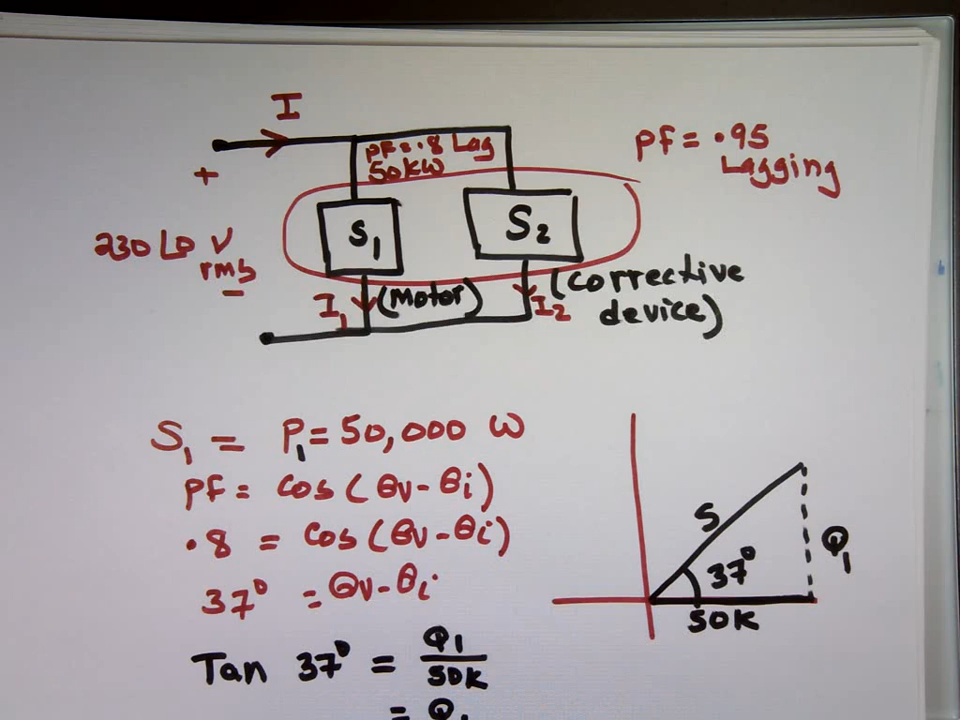 I
pf = .8 Lag
50KW
pf = .95
Lagging
+
230 LO V
rms
S1
S2
I1
(Motor)
I2
(corrective
device)
S1 = P1 = 50,000 W
Pf = cos(θv - θi)
.8 = cos(θv - θi)
37° = θv - θi
Tan 37° = Q1/50K
= Q1
S
37°
Q1
50K